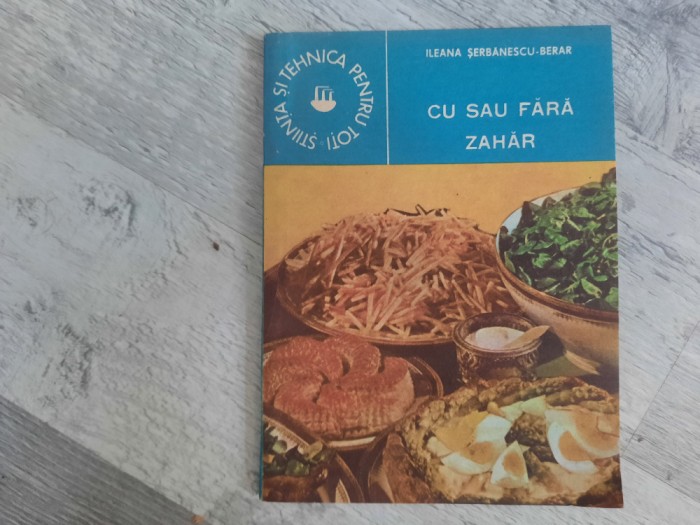 ȘTIINȚA ȘI TEHNICA PENTRU TOȚI
ILEANA ȘERBĂNESCU-BERAR
CU SAU FĂRĂ
ZAHĂR